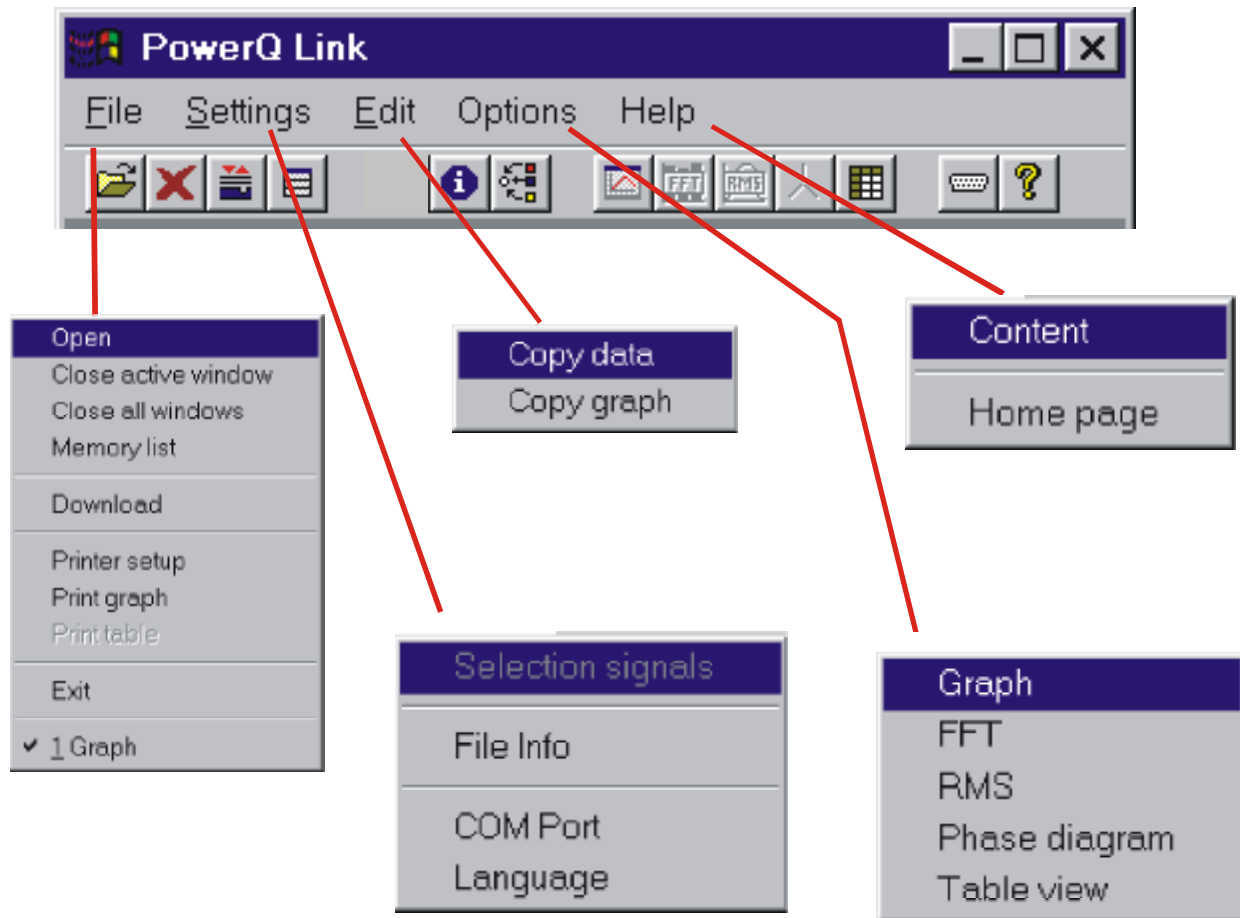 PowerQ Link
File Settings Edit Options Help
FFT RMS
Open
Close active window
Close all windows
Memory list
Download
Printer setup
Print graph
Print table
Exit
1 Graph
Copy data
Copy graph
Content
Home page
Selection signals
File Info
COM Port
Language
Graph
FFT
RMS
Phase diagram
Table view